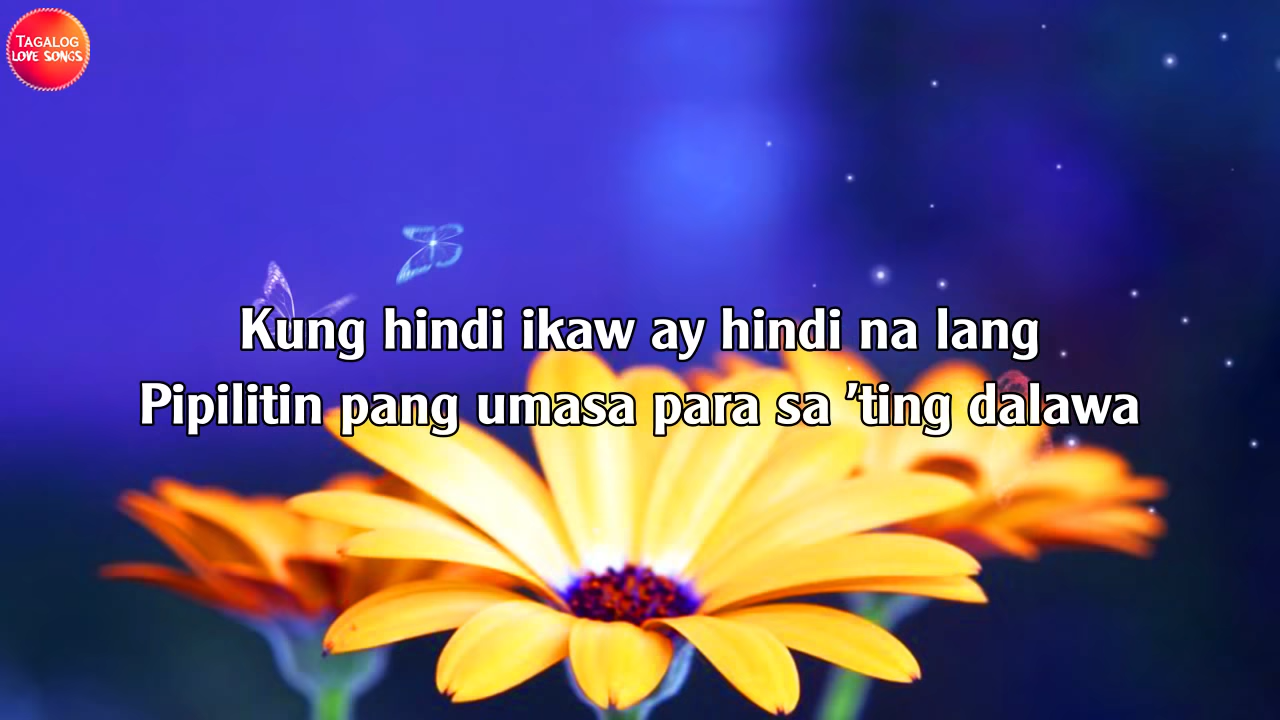 TAGALOG
LOVE SONGS
Kung hindi ikaw ay hindi na lang
Pipilitin pang umasa para sa 'ting dalawa